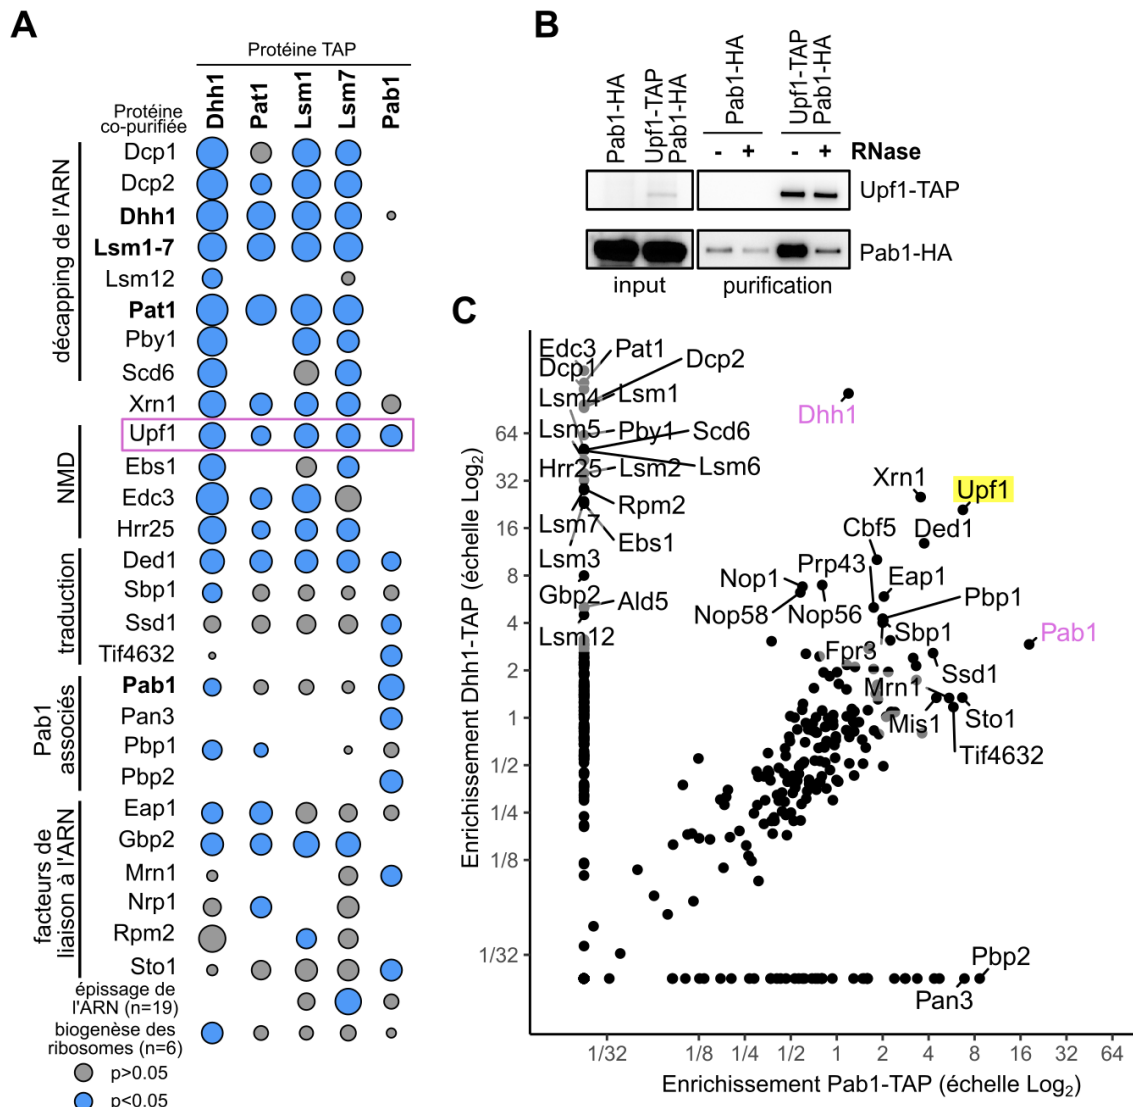 A
Protéine TAP
Protéine
co-purifiée
Dhh1
Pat1
Lsm1
Lsm7
Pab1
décapping de l'ARN
Dcp1
Dcp2
Dhh1
Lsm1-7
Lsm12
Pat1
Pby1
Scd6
Xrn1
NMD
Upf1
Ebs1
Edc3
Hrr25
traduction
Ded1
Sbp1
Ssd1
Tif4632
Pab1
associés
Pab1
Pan3
Pbp1
Pbp2
facteurs de
liaison à l'ARN
Eap1
Gbp2
Mrn1
Nrp1
Rpm2
Sto1
épissage de
l'ARN (n=19)
biogenèse des
ribosomes (n=6)
p>0.05
p<0.05
B
Pab1-HA
Upf1-TAP
Pab1-HA
Pab1-HA
Upf1-TAP
Pab1-HA
- + - + RNase
Upf1-TAP
Pab1-HA
input
purification
C
Enrichissement Dhh1-TAP (échelle Log2)
64
32
16
8
4
2
1
1/2
1/4
1/8
1/32
Edc3
Pat1
Dcp1
Dcp2
Lsm4
Lsm1
Dhh1
Lsm5
Pby1
Scd6
Hrr25
Lsm2
Lsm6
Rpm2
Lsm7
Ebs1
Lsm3
Xrn1
Upf1
Cbf5
Ded1
Prp43
Nop1
Eap1
Gbp2
Ald5
Nop58
Nop56
Pbp1
Lsm12
Sbp1
Pab1
Fpr3
Ssd1
Mrn1
Mis1
Sto1
Tif4632
Pbp2
Pan3
1/32 1/8 1/4 1/2 1 2 4 8 16 32 64
Enrichissement Pab1-TAP (échelle Log2)